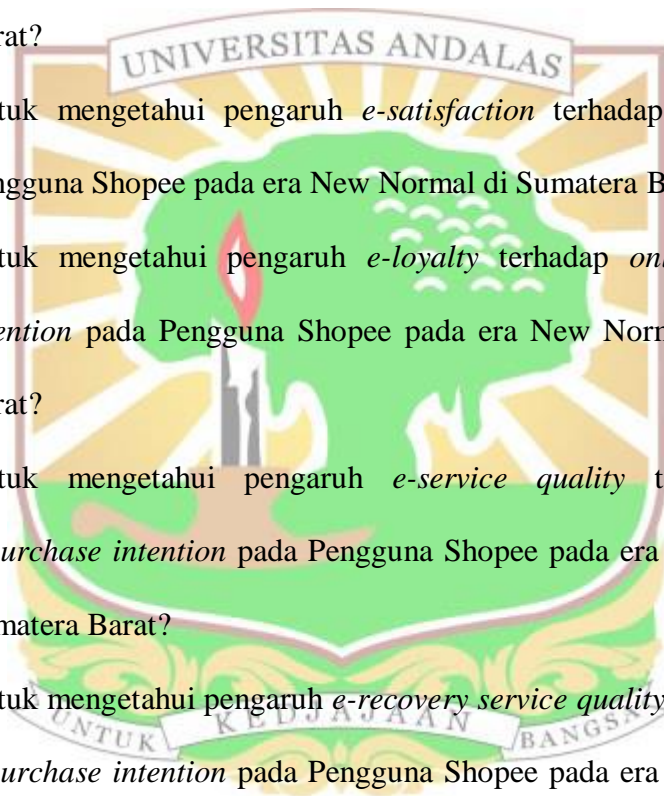 rat?
UNIVERSITAS ANDALAS
tuk mengetahui pengaruh e-satisfaction terhadap
ngguna Shopee pada era New Normal di Sumatera B
tuk mengetahui pengaruh e-loyalty terhadap onl
ention pada Pengguna Shopee pada era New Norm
rat?
tuk mengetahui pengaruh e-service quality t
purchase intention pada Pengguna Shopee pada era
matera Barat?
tuk mengetahui pengaruh e-recovery service quality
UNTUK KEDJAJAAN BANGSA
purchase intention pada Pengguna Shopee pada era